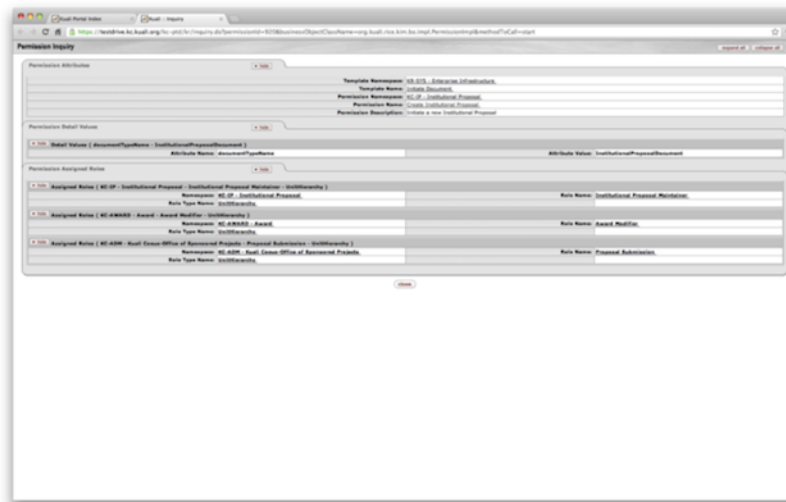 Kuali Portal Index
Kuali :: Inquiry
https://testdrive.kc.kuali.org/kc-ptd/kr/inquiry.do?permissionId=920&businessObjectClassName=org.kuali.rice.kim.bo.impl.PermissionImpl&methodToCall=start
Permission Inquiry
expand all collapse all
Permission Attributes
hide
Template Namespace: KR-SYS - Enterprise Infrastructure
Template Name: Initiate Document
Permission Namespace: KC-IP - Institutional Proposal
Permission Name: Create Institutional Proposal
Permission Description: Initiate a new Institutional Proposal
Permission Detail Values
hide
hide Detail Values ( documentTypeName - InstitutionalProposalDocument )
Attribute Name: documentTypeName Attribute Value: InstitutionalProposalDocument
Permission Assigned Roles
hide
hide Assigned Roles ( KC-IP - Institutional Proposal - Institutional Proposal Maintainer - UnitHierarchy )
Namespace: KC-IP - Institutional Proposal Role Name: Institutional Proposal Maintainer
Role Type Name: UnitHierarchy
hide Assigned Roles ( KC-AWARD - Award - Award Modifier - UnitHierarchy )
Namespace: KC-AWARD - Award Role Name: Award Modifier
Role Type Name: UnitHierarchy
hide Assigned Roles ( KC-ADM - Kuali Coeus-Office of Sponsored Projects - Proposal Submission - UnitHierarchy )
Namespace: KC-ADM - Kuali Coeus-Office of Sponsored Projects Role Name: Proposal Submission
Role Type Name: UnitHierarchy
close